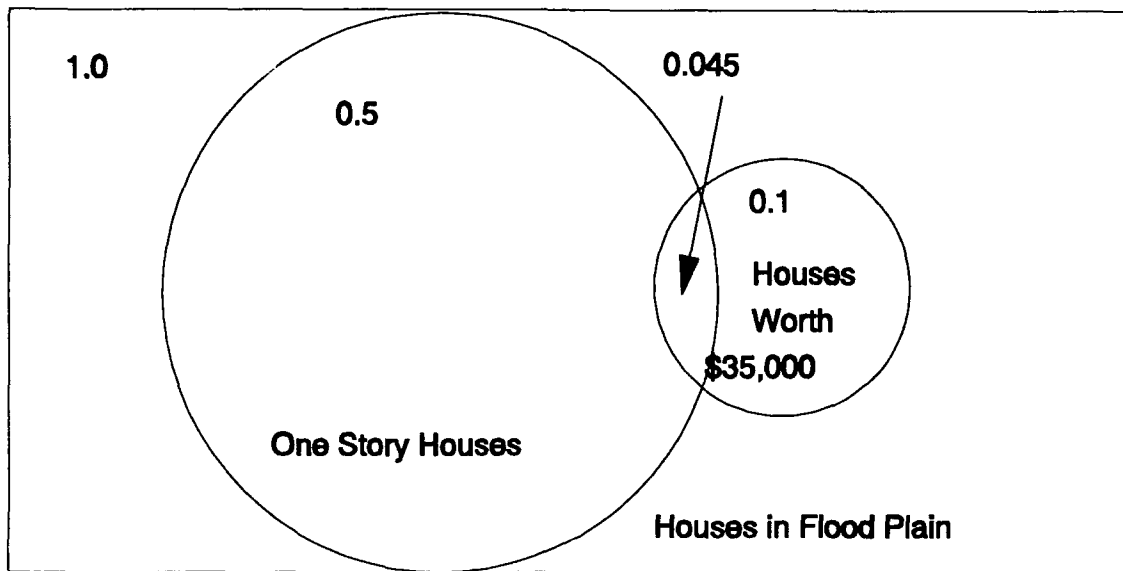 1.0
0.5
0.045
0.1
Houses
Worth
$35,000
One Story Houses
Houses in Flood Plain